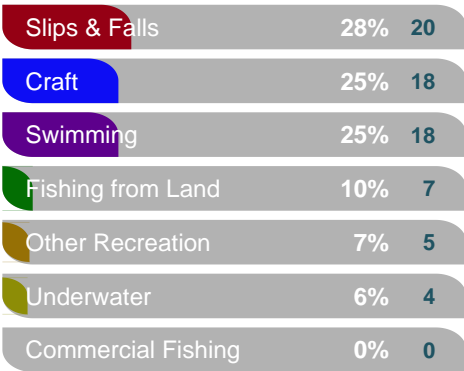 Slips & Falls 28% 20
Craft 25% 18
Swimming 25% 18
Fishing from Land 10% 7
Other Recreation 7% 5
Underwater 6% 4
Commercial Fishing 0% 0